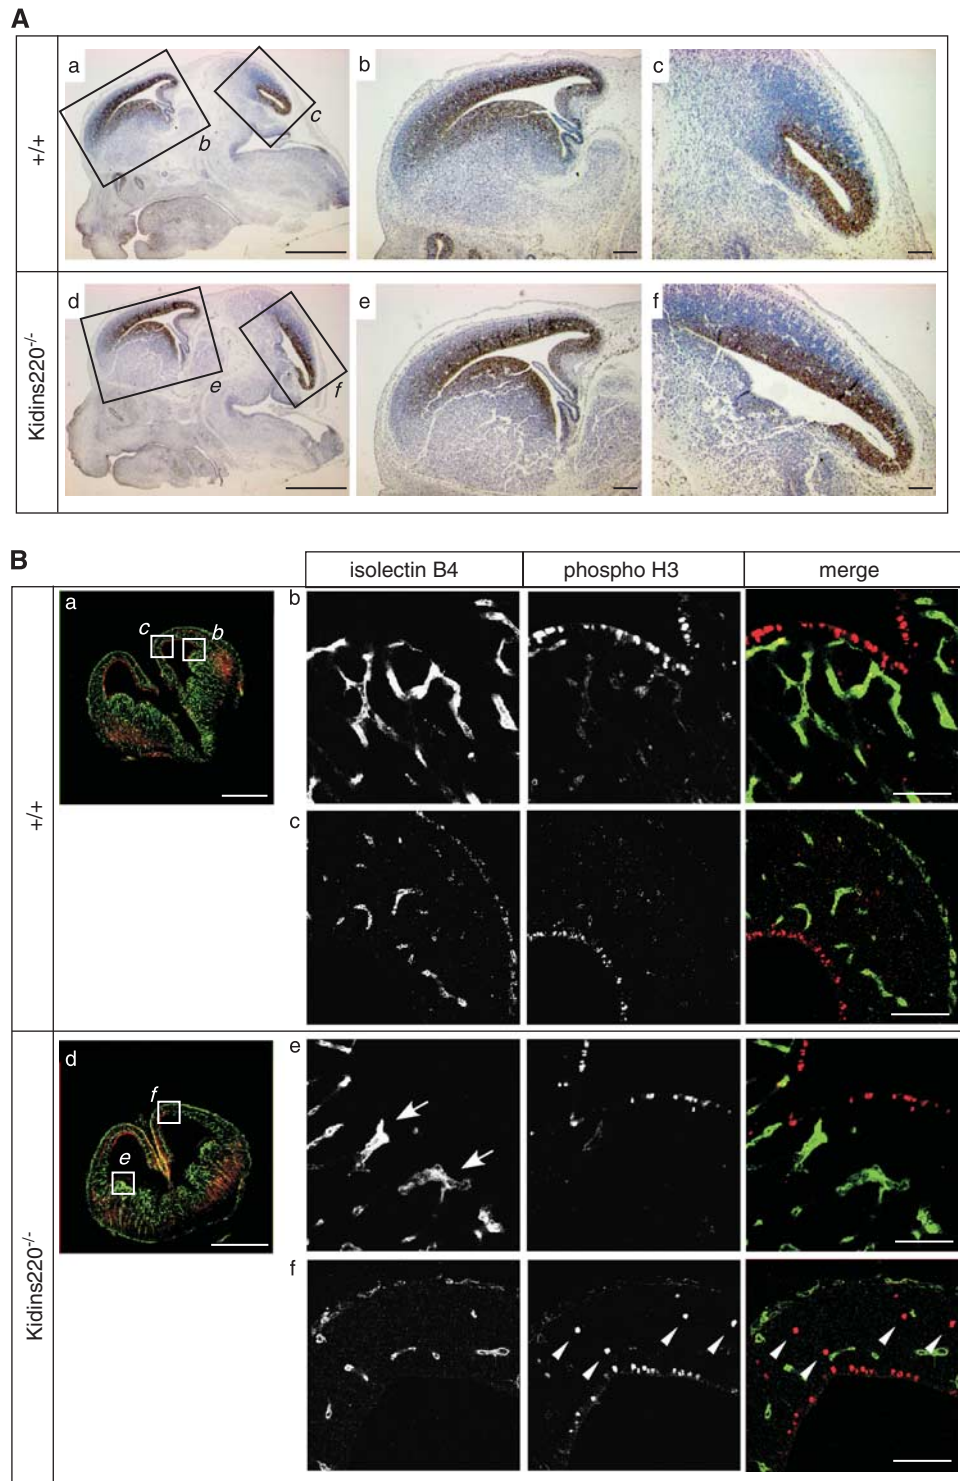 A
+/+
a
b
c
b
c
Kidins220-/-
d
e
f
e
f
B
isolectin B4
phospho H3
merge
+/+
a
c
b
b
c
Kidins220-/-
d
f
e
e
f